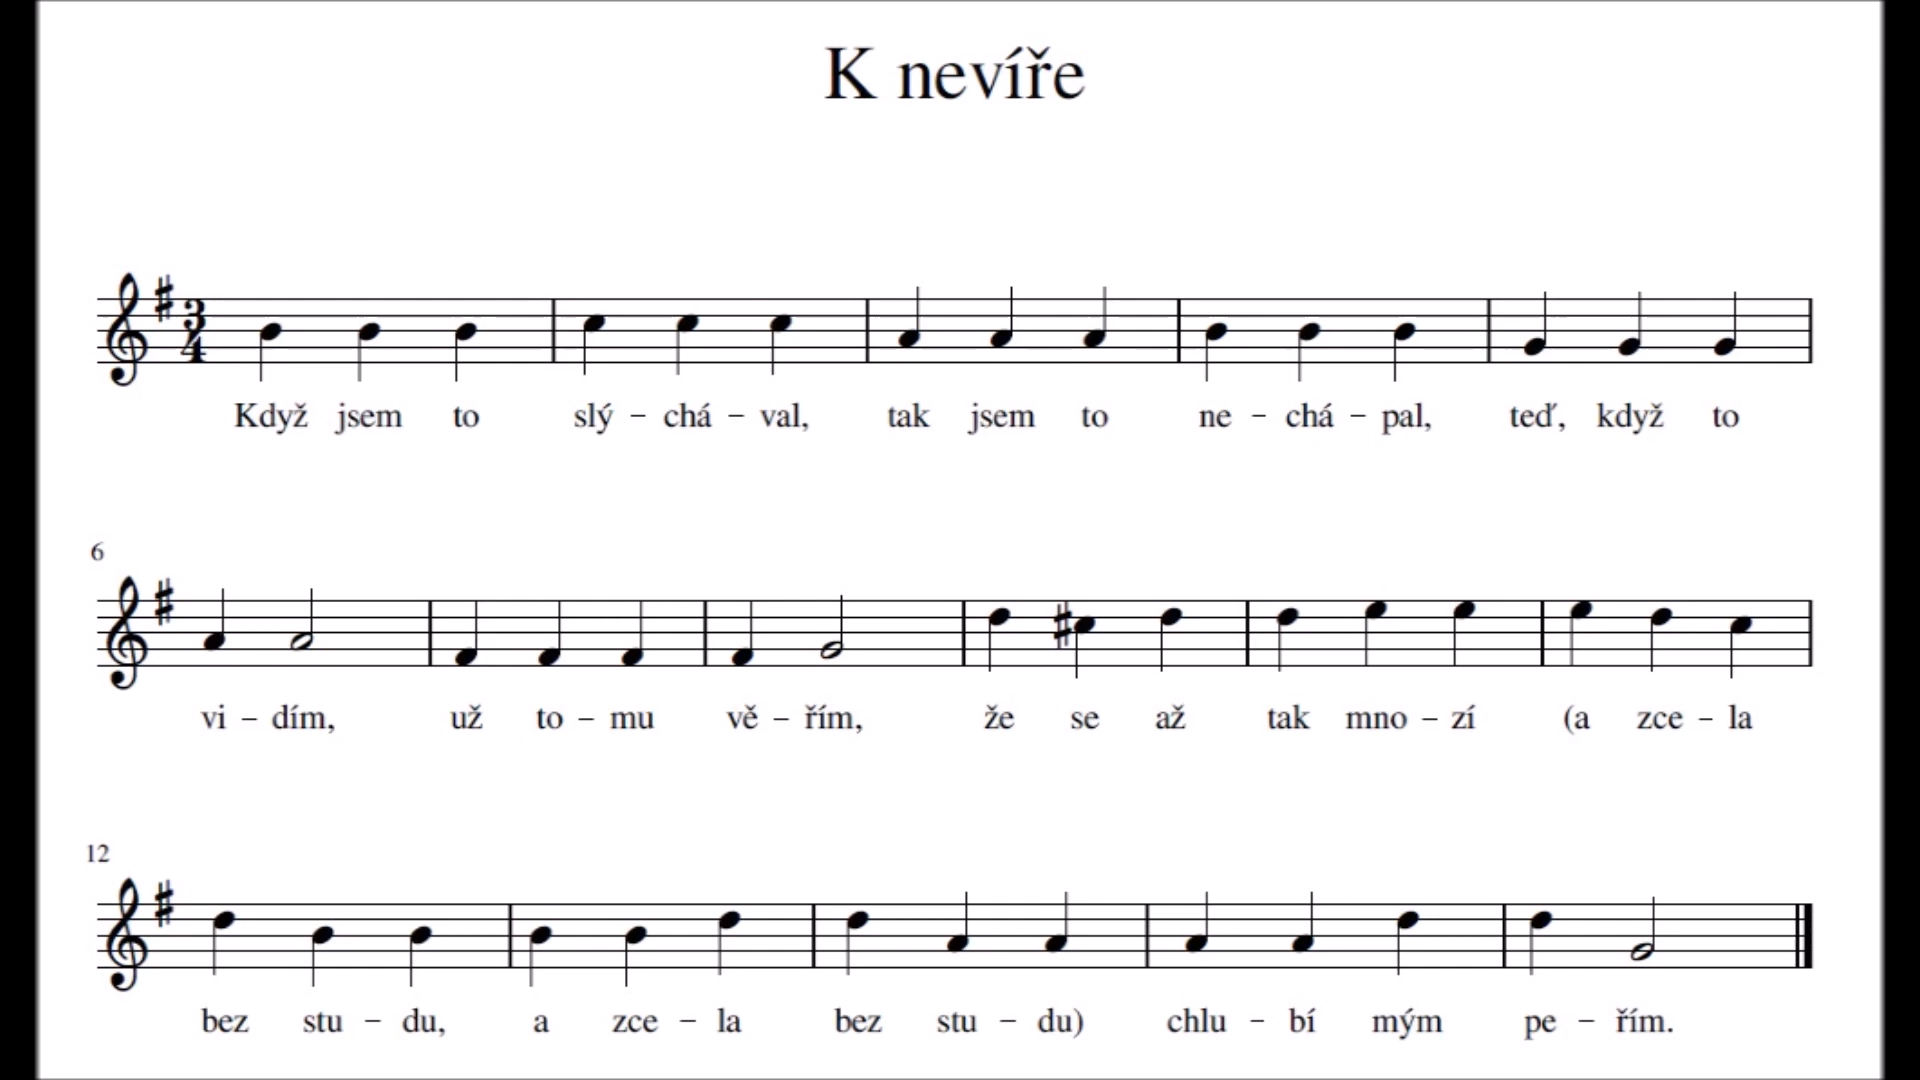 K nevíře
3
4
Když jsem to slý – chá – val, tak jsem to ne – chá – pal, teď, když to
6
vi – dím, už to – mu vě – řím, že se až tak mno – zí (a zce – la
12
bez stu – du, a zce – la bez stu – du) chlu – bí mým pe – řím.